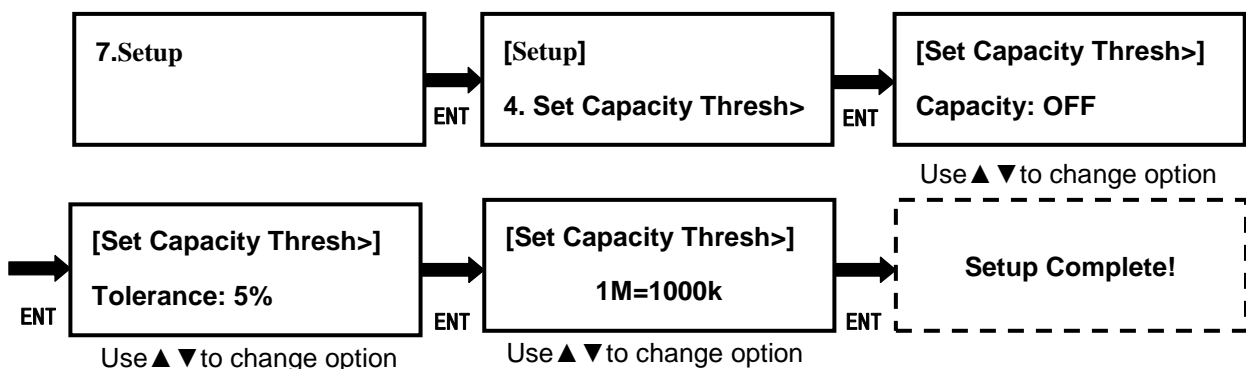 7.Setup
ENT
[Setup]
4. Set Capacity Thresh>
ENT
[Set Capacity Thresh>]
Capacity: OFF
Use▲▼to change option
ENT
[Set Capacity Thresh>]
Tolerance: 5%
Use▲▼to change option
ENT
[Set Capacity Thresh>]
1M=1000k
Use▲▼to change option
ENT
Setup Complete!